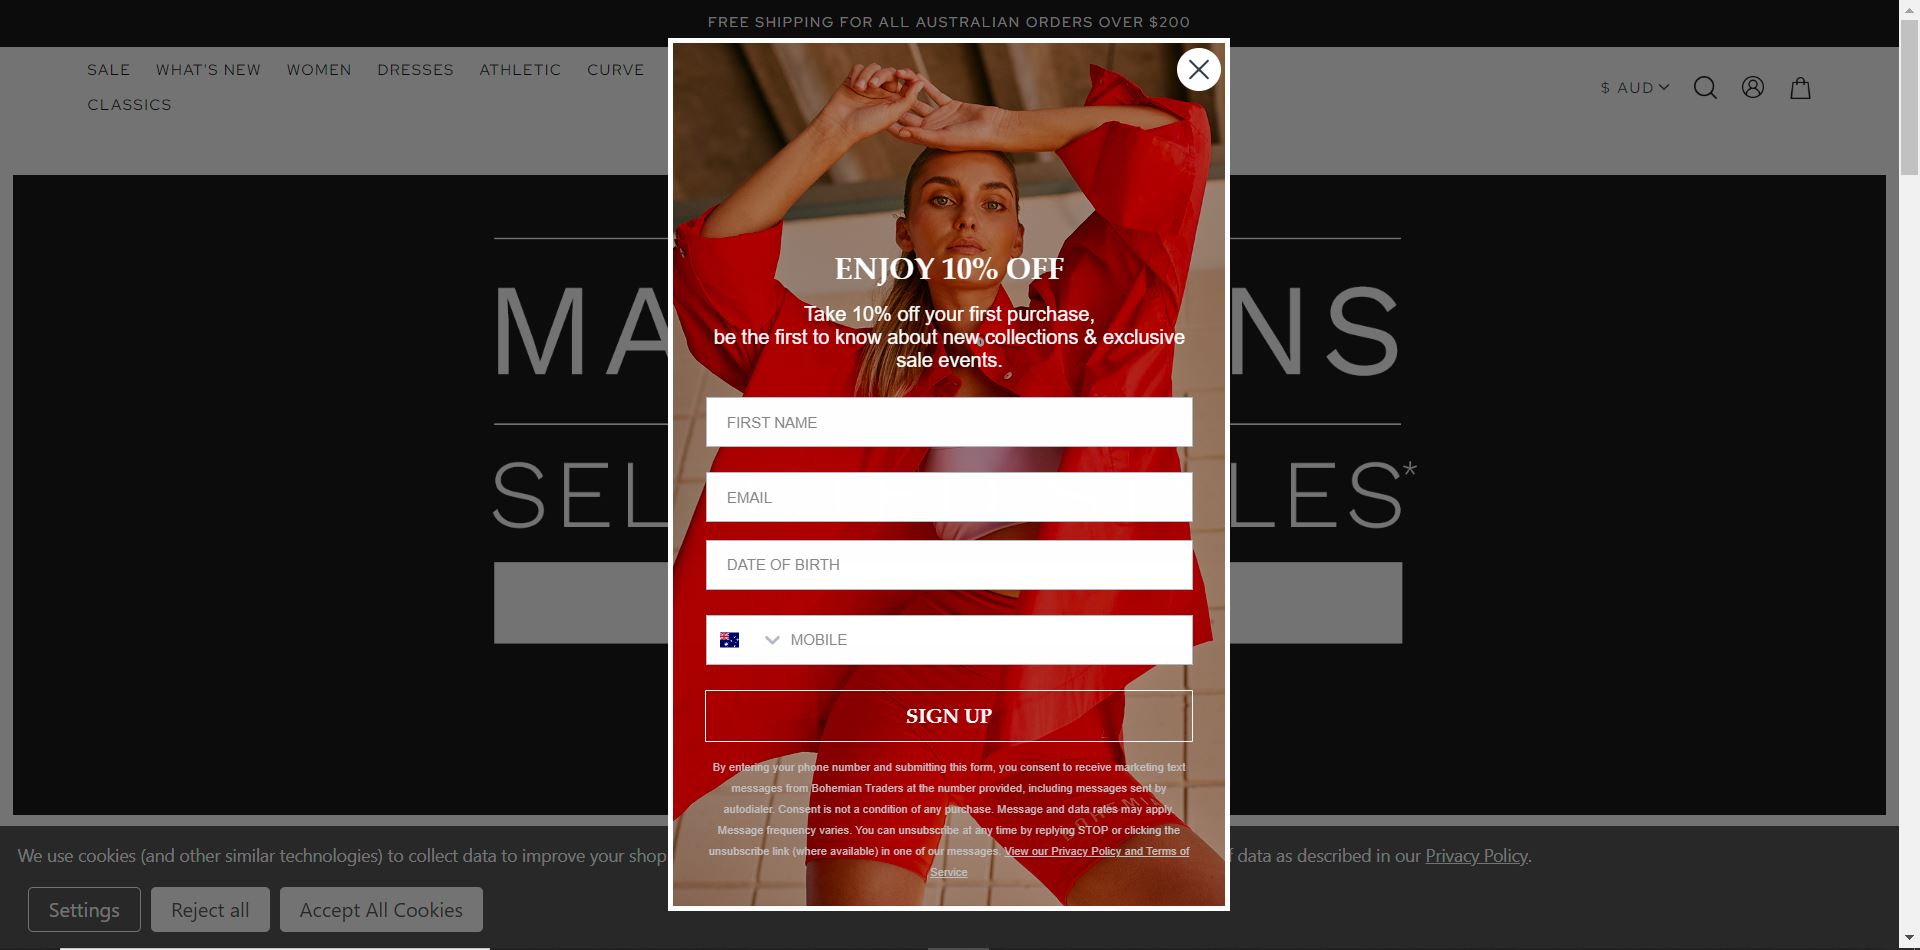 FREE SHIPPING FOR ALL AUSTRALIAN ORDERS OVER $200
SALE WHAT'S NEW WOMEN DRESSES ATHLETIC CURVE
CLASSICS
$ AUD
ENJOY 10% OFF
Take 10% off your first purchase,
be the first to know about new collections & exclusive
sale events.
FIRST NAME
EMAIL
DATE OF BIRTH
MOBILE
SIGN UP
By entering your phone number and submitting this form, you consent to receive marketing text
messages from Bohemian Traders at the number provided, including messages sent by
autodialer. Consent is not a condition of any purchase. Message and data rates may apply.
Message frequency varies. You can unsubscribe at any time by replying STOP or clicking the
unsubscribe link (where available) in one of our messages. View our Privacy Policy and Terms of
Service
We use cookies (and other similar technologies) to collect data to improve your shop
data as described in our Privacy Policy.
Settings Reject all Accept All Cookies